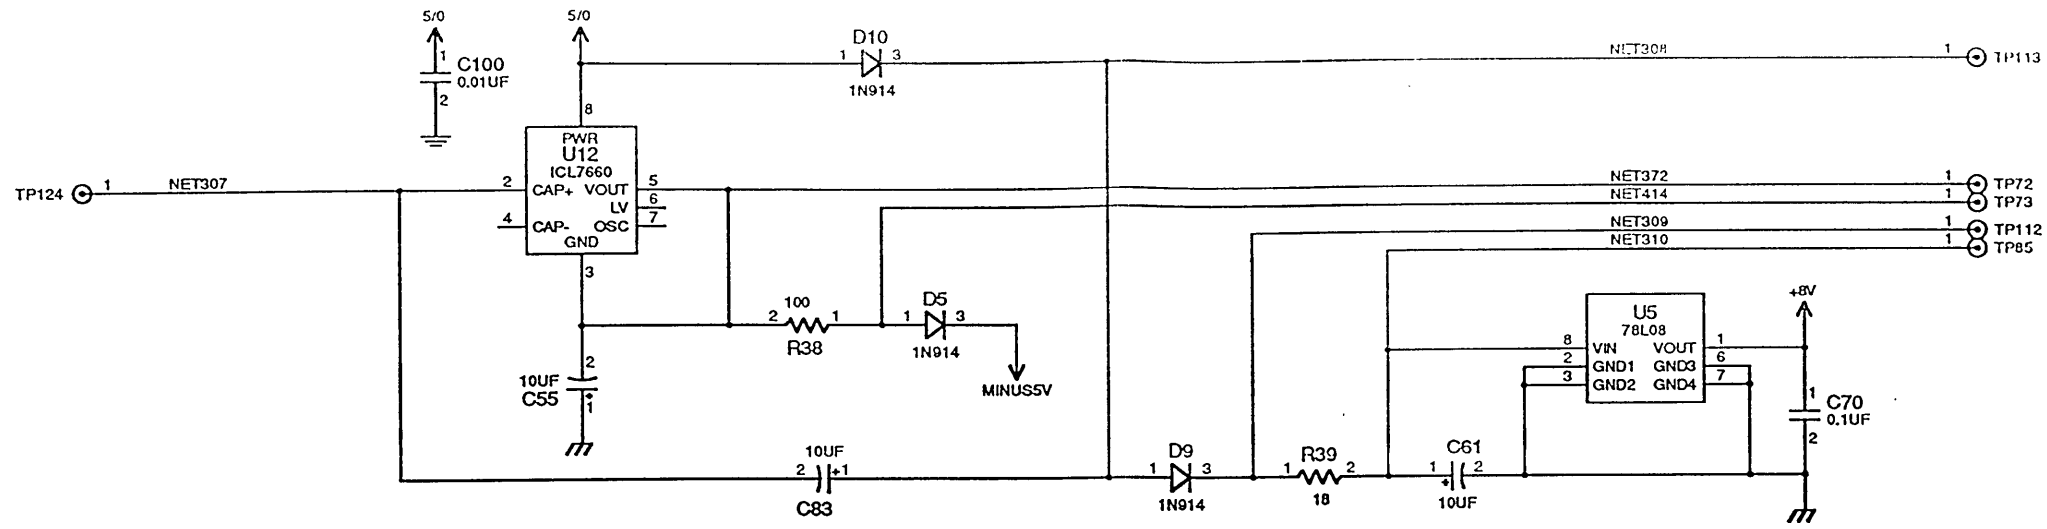 5/0
5/0
1
C100
0.01UF
2
D10
1
3
1N914
NET308
1
TP113
8
PWR
U12
ICL7660
TP124
1
NET307
2
CAP+
VOUT
5
LV
6
4
CAP-
OSC
7
GND
3
NET372
1
TP72
NET414
1
TP73
NET309
1
TP112
NET310
1
TP85
100
2
1
R38
D5
1
3
1N914
MINUS5V
2
10UF
C55
+
1
U5
78L08
8
VIN
VOUT
1
2
GND1
GND3
6
3
GND2
GND4
7
+8V
1
C70
0.1UF
2
10UF
2
+1
C83
D9
1
3
1N914
R39
1
2
18
C61
1
2
+
10UF